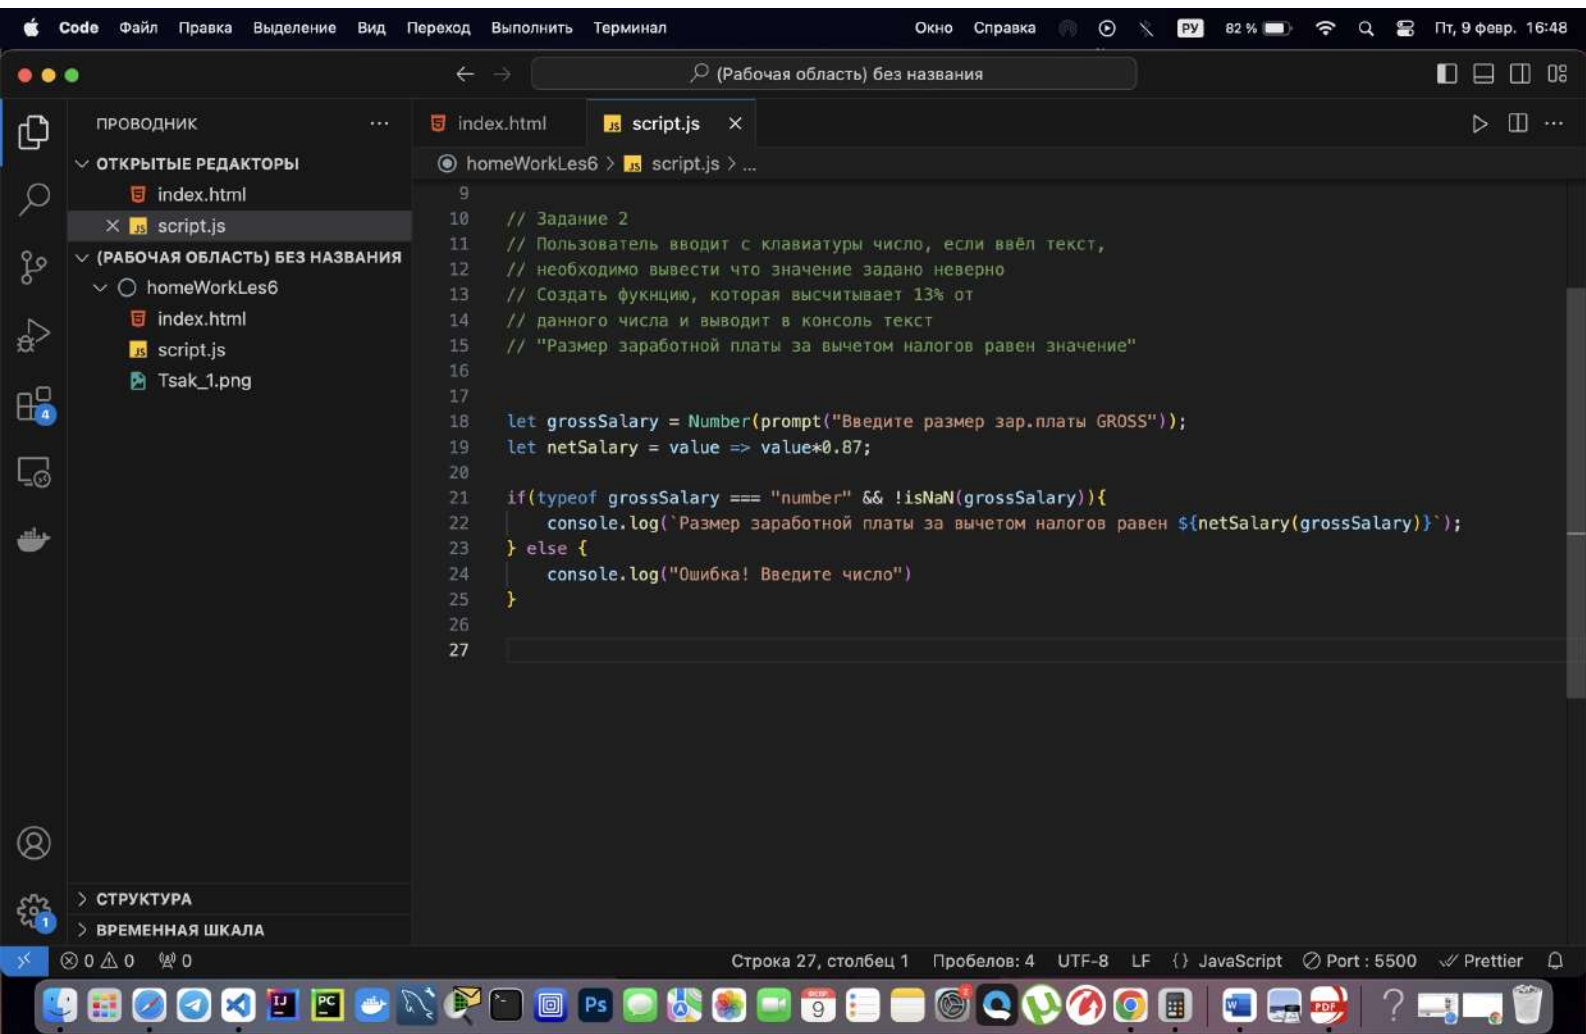 Code Файл Правка Выделение Вид Переход Выполнить Терминал Окно Справка РУ 82 % Пт, 9 февр. 16:48
(Рабочая область) без названия
ПРОВОДНИК
index.html
script.js
ОТКРЫТЫЕ РЕДАКТОРЫ
index.html
script.js
(РАБОЧАЯ ОБЛАСТЬ) БЕЗ НАЗВАНИЯ
homeWorkLes6
index.html
script.js
Tsak_1.png
4
СТРУКТУРА
1
ВРЕМЕННАЯ ШКАЛА
homeWorkLes6 > script.js > ...
9
10 // Задание 2
11 // Пользователь вводит с клавиатуры число, если ввёл текст,
12 // необходимо вывести что значение задано неверно
13 // Создать фукнцию, которая высчитывает 13% от
14 // данного числа и выводит в консоль текст
15 // "Размер заработной платы за вычетом налогов равен значение"
16
17
18 let grossSalary = Number(prompt("Введите размер зар.платы GROSS"));
19 let netSalary = value => value*0.87;
20
21 if(typeof grossSalary === "number" && !isNaN(grossSalary)){
22 console.log(`Размер заработной платы за вычетом налогов равен ${netSalary(grossSalary)}`);
23 } else {
24 console.log("Ошибка! Введите число")
25 }
26
27
0 0 0 Строка 27, столбец 1 Пробелов: 4 UTF-8 LF {} JavaScript Port : 5500 Prettier
IJ PC Ps 9 W PDF